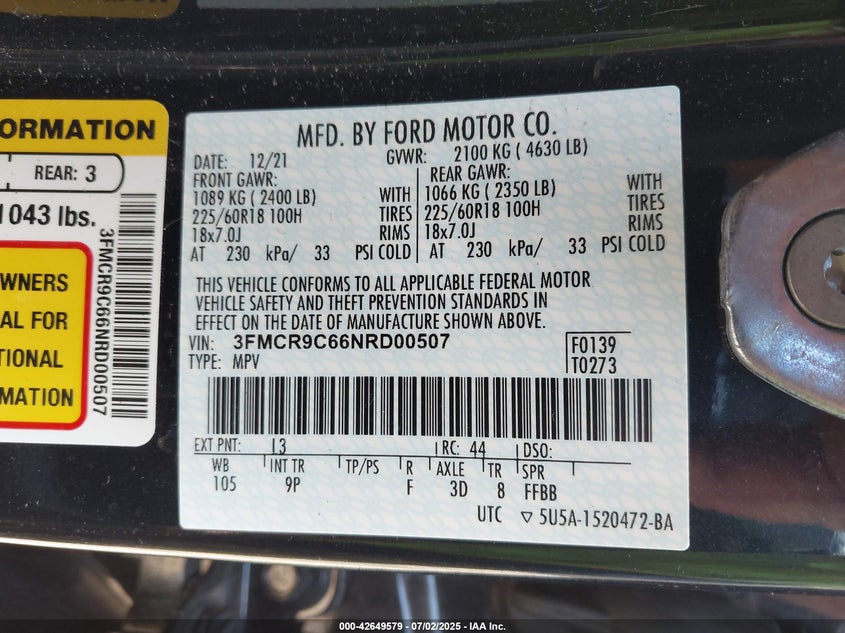 ORMATION
REAR: 3
1043 lbs.
WNERS
AL FOR
TIONAL
RMATION
3FMCR9C66NRD00507
MFD. BY FORD MOTOR CO.
DATE: 12/21 GVWR: 2100 KG ( 4630 LB)
FRONT GAWR: REAR GAWR:
1089 KG ( 2400 LB) WITH 1066 KG ( 2350 LB) WITH
225/60R18 100H TIRES 225/60R18 100H TIRES
18x7.0J RIMS 18x7.0J RIMS
AT 230 kPa/ 33 PSI COLD AT 230 kPa/ 33 PSI COLD
THIS VEHICLE CONFORMS TO ALL APPLICABLE FEDERAL MOTOR
VEHICLE SAFETY AND THEFT PREVENTION STANDARDS IN
EFFECT ON THE DATE OF MANUFACTURE SHOWN ABOVE.
VIN: 3FMCR9C66NRD00507 F0139
TYPE: MPV T0273
EXT PNT: L3 RC: 44 DSO:
WB INT TR TP/PS R AXLE TR SPR
105 9P F 3D 8 FFBB
UTC ▽ 5U5A-1520472-BA
000-42649579 - 07/02/2025 - IAA Inc.